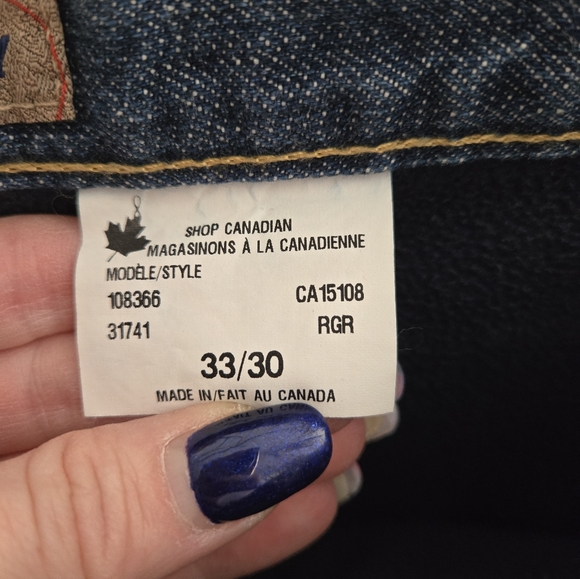 SHOP CANADIAN
MAGASINONS À LA CANADIENNE
MODÈLE/STYLE
108366 CA15108
31741 RGR
33/30
MADE IN/FAIT AU CANADA